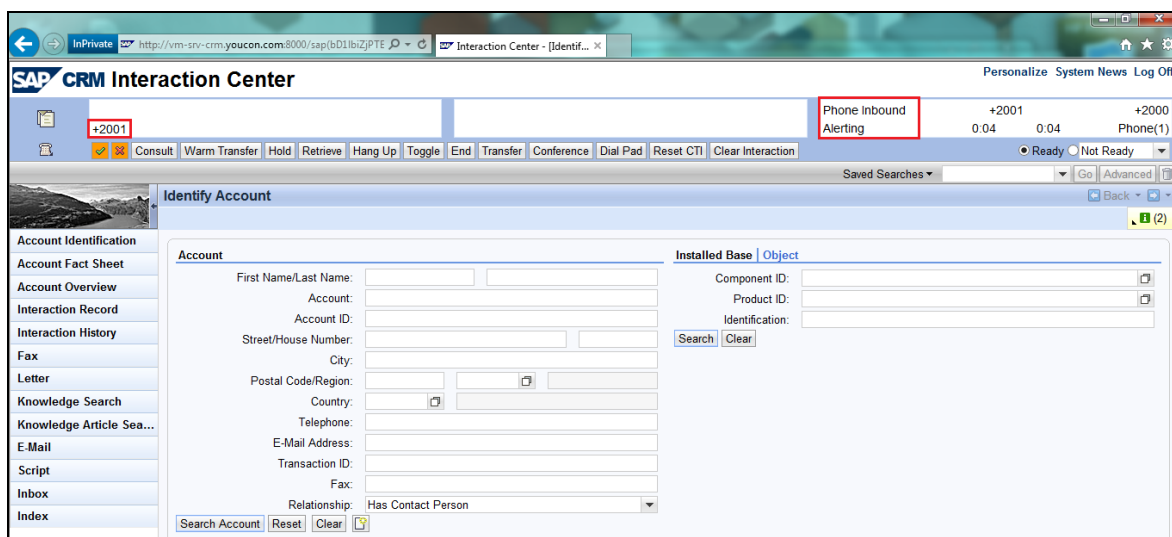 InPrivate http://vm-srv-crm.youcon.com:8000/sap(bD1lbiZjPTE Interaction Center - [Identif...
SAP CRM Interaction Center
Personalize System News Log Off
Phone Inbound +2001 +2000
+2001 Alerting 0:04 0:04 Phone(1)
Consult Warm Transfer Hold Retrieve Hang Up Toggle End Transfer Conference Dial Pad Reset CTI Clear Interaction Ready Not Ready
Saved Searches Go Advanced
Identify Account Back
(2)
Account Identification
Account Fact Sheet
Account Overview
Interaction Record
Interaction History
Fax
Letter
Knowledge Search
Knowledge Article Sea...
E-Mail
Script
Inbox
Index
Account
First Name/Last Name:
Account:
Account ID:
Street/House Number:
City:
Postal Code/Region:
Country:
Telephone:
E-Mail Address:
Transaction ID:
Fax:
Relationship: Has Contact Person
Search Account Reset Clear
Installed Base Object
Component ID:
Product ID:
Identification:
Search Clear